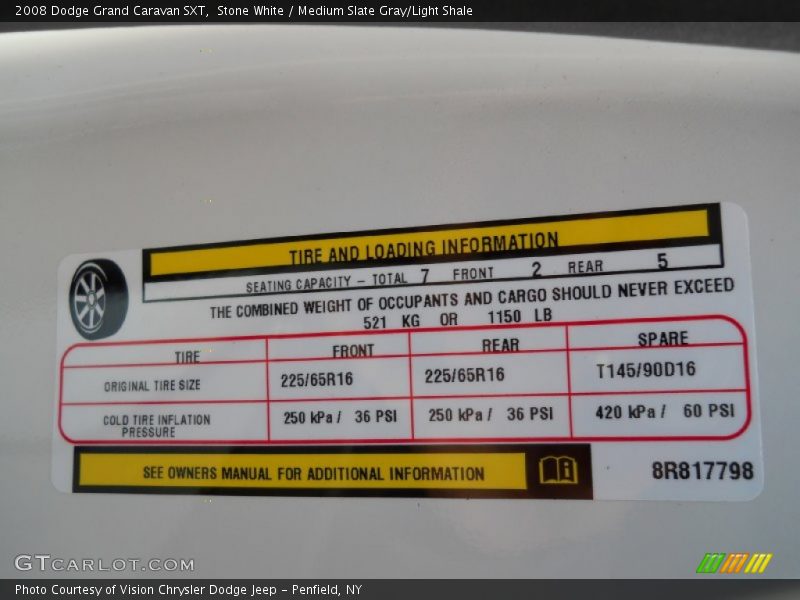 2008 Dodge Grand Caravan SXT,  Stone White / Medium Slate Gray/Light Shale
TIRE AND LOADING INFORMATION
SEATING CAPACITY – TOTAL 7 FRONT 2 REAR 5
THE COMBINED WEIGHT OF OCCUPANTS AND CARGO SHOULD NEVER EXCEED
521 KG OR 1150 LB
TIRE FRONT REAR SPARE
ORIGINAL TIRE SIZE 225/65R16 225/65R16 T145/90D16
COLD TIRE INFLATION
PRESSURE 250 kPa / 36 PSI 250 kPa / 36 PSI 420 kPa / 60 PSI
SEE OWNERS MANUAL FOR ADDITIONAL INFORMATION
8R817798
GTCARLOT.COM
Photo Courtesy of Vision Chrysler Dodge Jeep – Penfield, NY